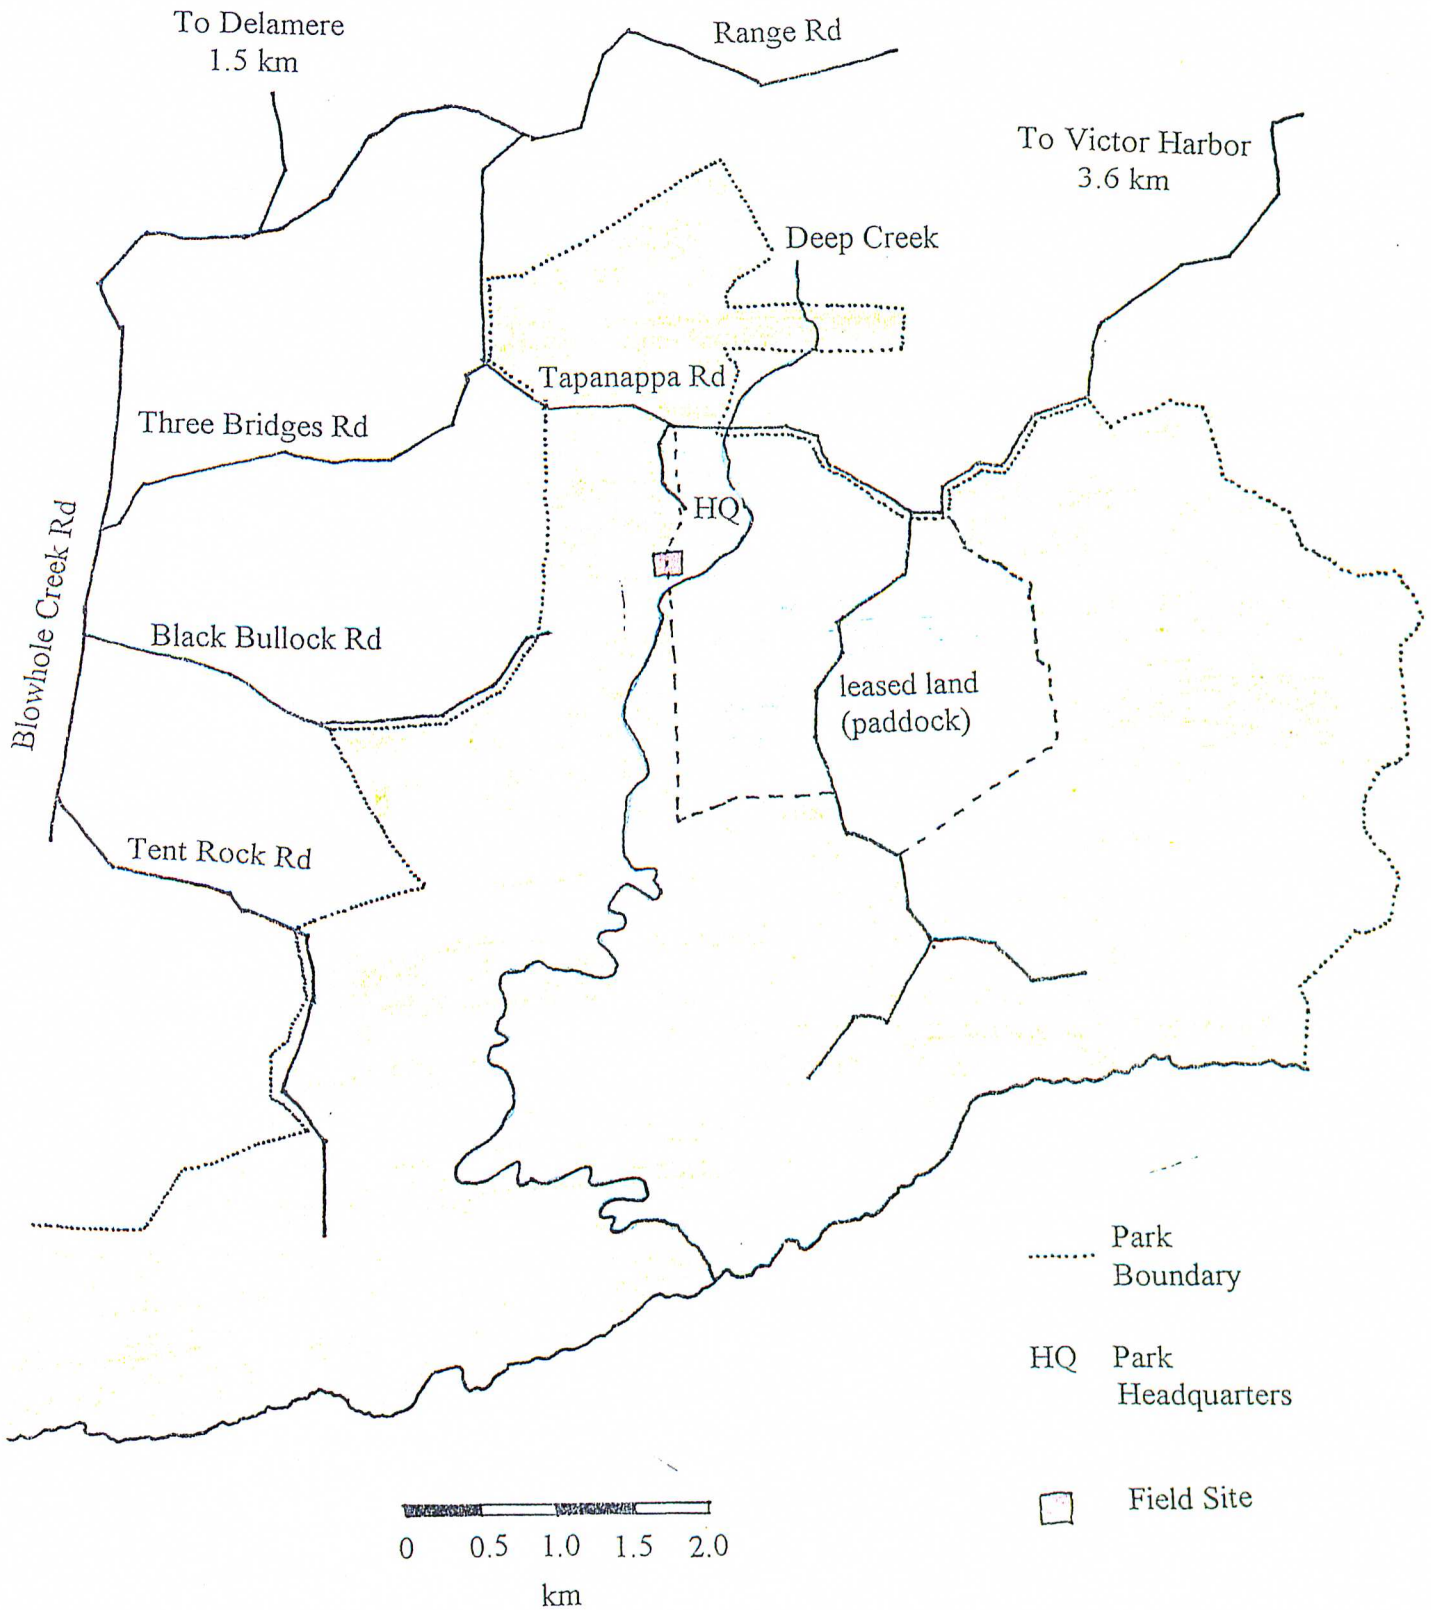 To Delamere
1.5 km
Range Rd
To Victor Harbor
3.6 km
Deep Creek
Tapanappa Rd
Three Bridges Rd
HQ
Blowhole Creek Rd
Black Bullock Rd
leased land
(paddock)
Tent Rock Rd
Park
Boundary
HQ Park
Headquarters
Field Site
0 0.5 1.0 1.5 2.0
km